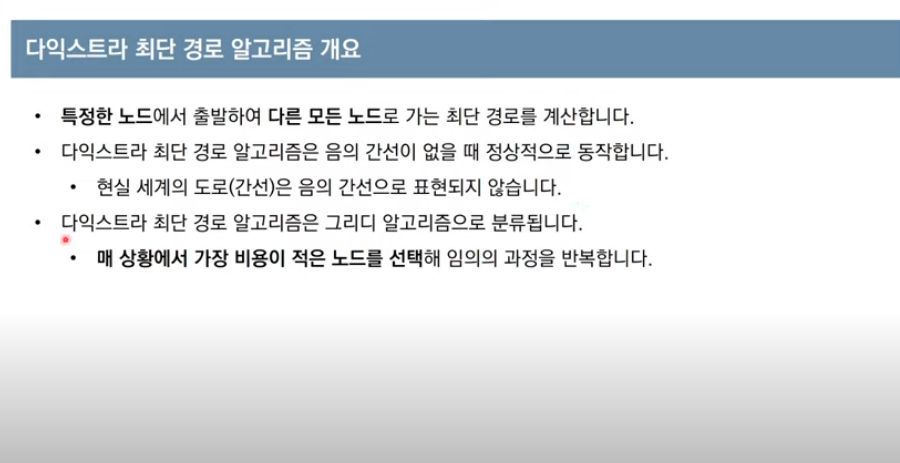 다익스트라 최단 경로 알고리즘 개요
• 특정한 노드에서 출발하여 다른 모든 노드로 가는 최단 경로를 계산합니다.
• 다익스트라 최단 경로 알고리즘은 음의 간선이 없을 때 정상적으로 동작합니다.
• 현실 세계의 도로(간선)은 음의 간선으로 표현되지 않습니다.
• 다익스트라 최단 경로 알고리즘은 그리디 알고리즘으로 분류됩니다.
• 매 상황에서 가장 비용이 적은 노드를 선택해 임의의 과정을 반복합니다.